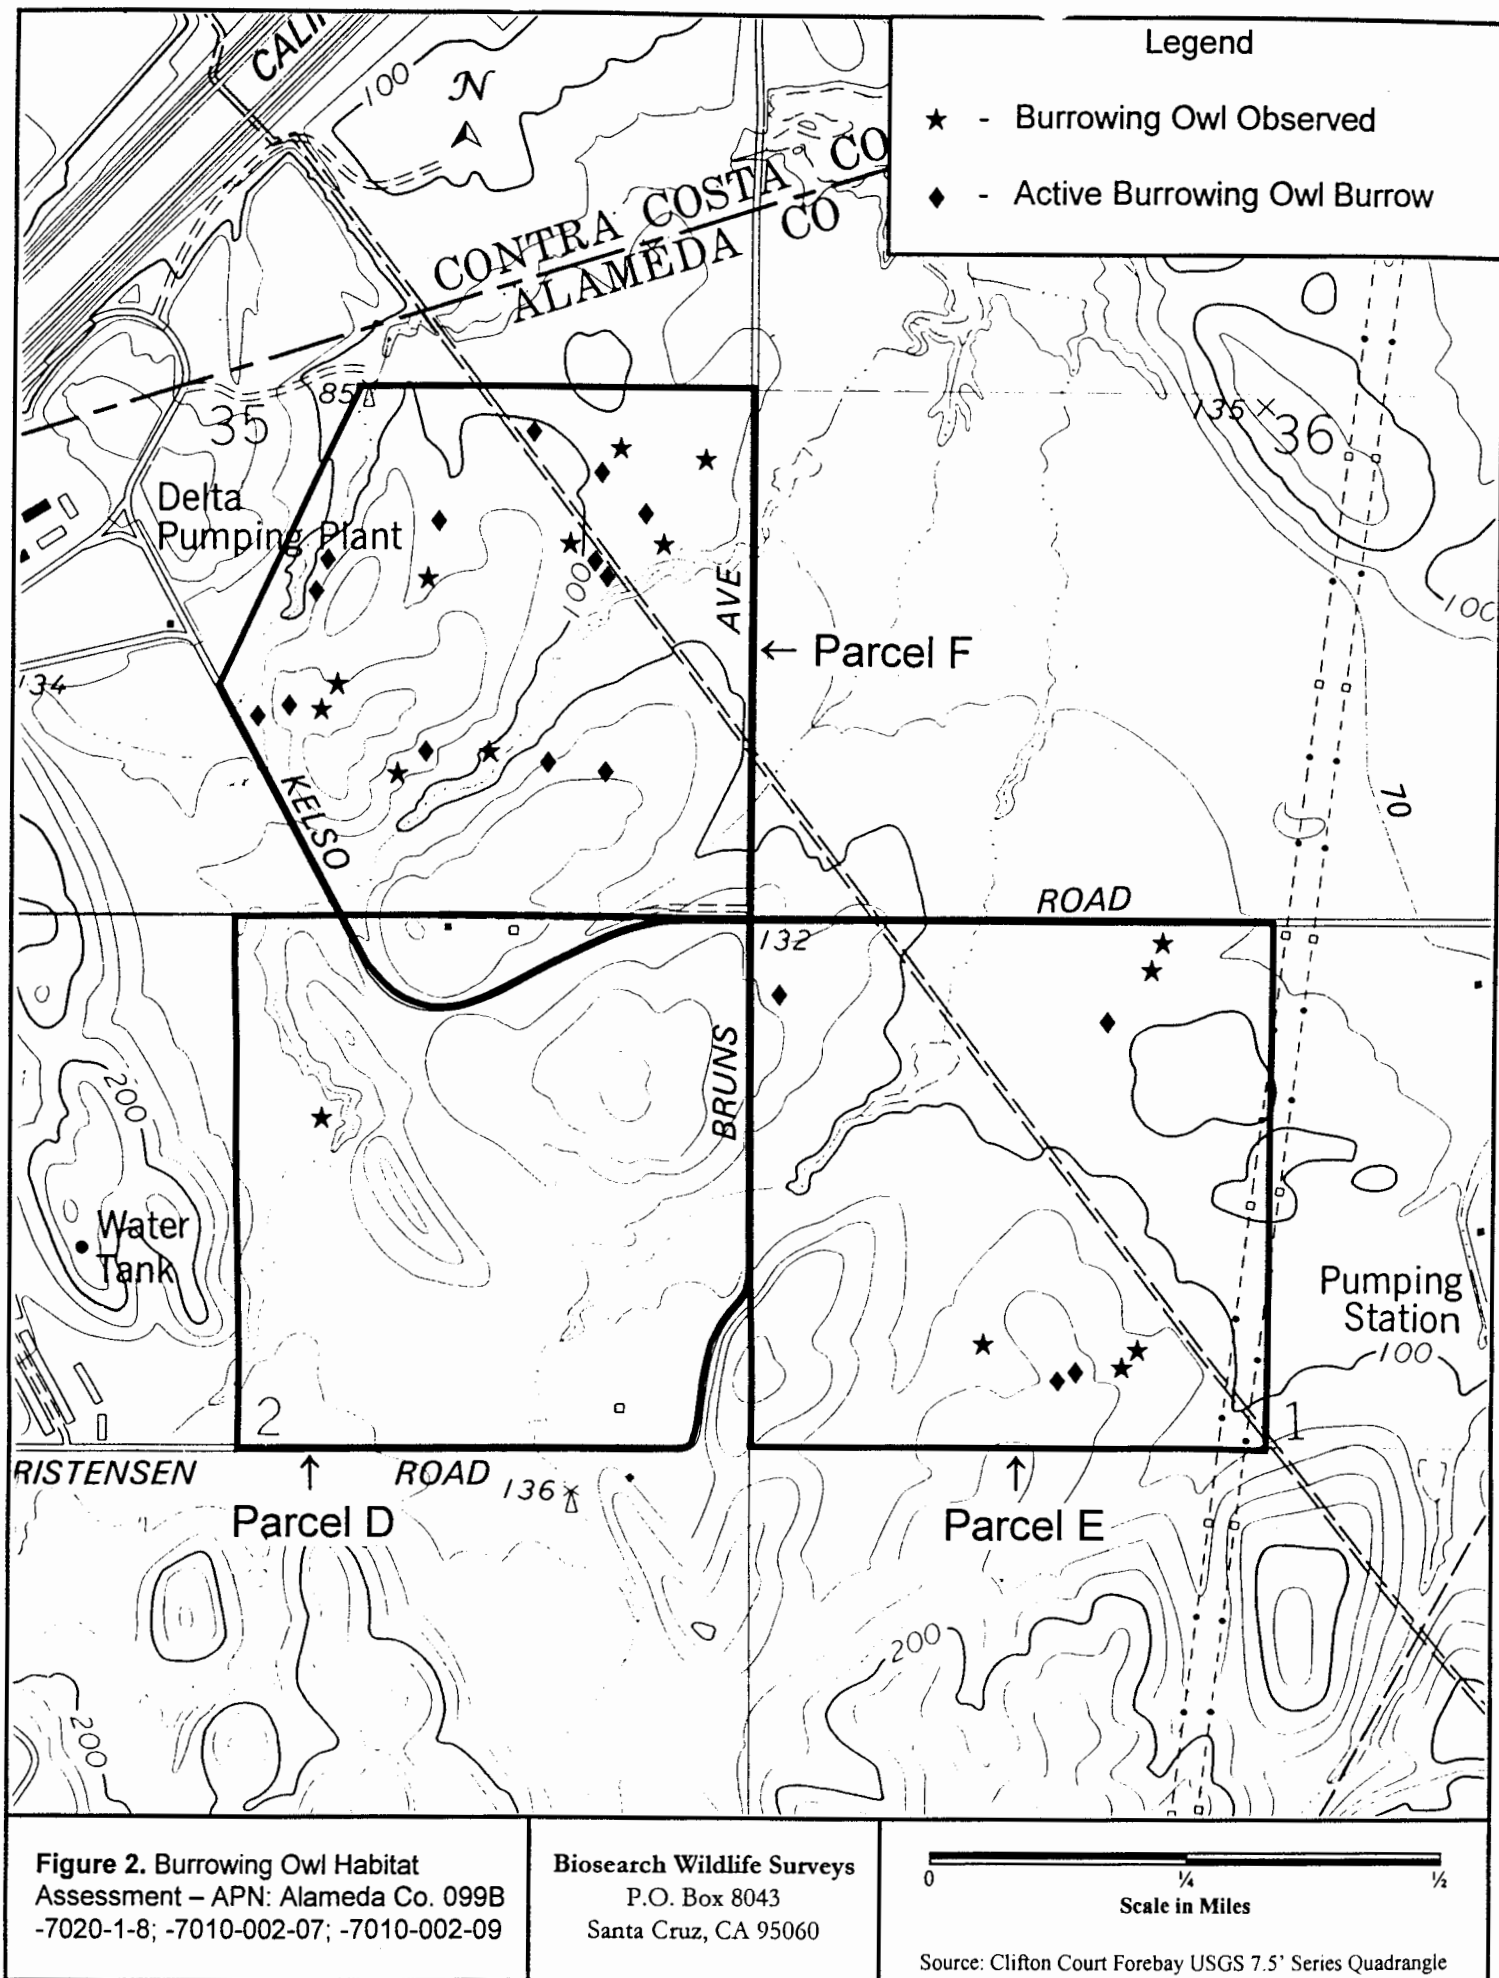 Legend
★ - Burrowing Owl Observed
♦ - Active Burrowing Owl Burrow
100
N
CONTRA COSTA CO
ALAMEDA CO
85
35
135
36
Delta
Pumping Plant
100
AVE
← Parcel F
100
134
KELSO
70
ROAD
132
BRUNS
200
Water
Tank
Pumping
Station
100
2
1
RISTENSEN
ROAD
136
↑
Parcel D
↑
Parcel E
200
200
Figure 2. Burrowing Owl Habitat
Assessment – APN: Alameda Co. 099B
-7020-1-8; -7010-002-07; -7010-002-09
Biosearch Wildlife Surveys
P.O. Box 8043
Santa Cruz, CA 95060
0 ¼ ½
Scale in Miles
Source: Clifton Court Forebay USGS 7.5' Series Quadrangle